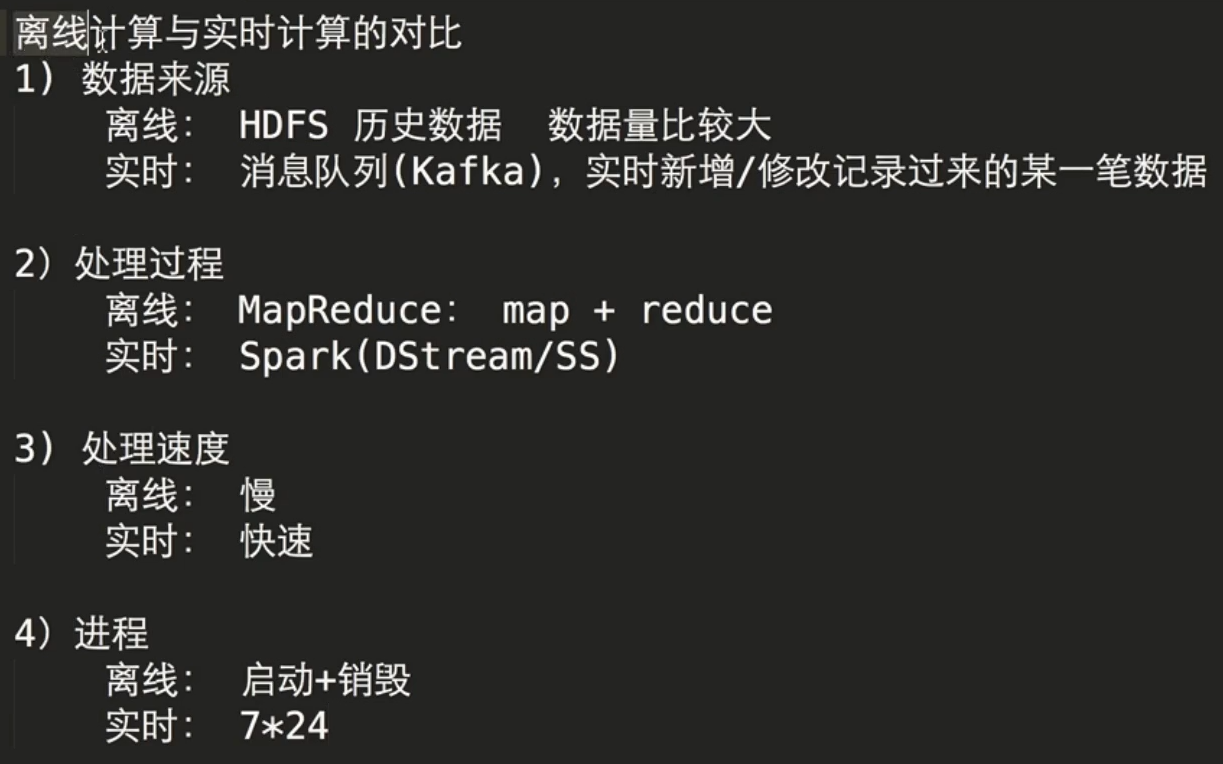 离线计算与实时计算的对比
1) 数据来源
离线： HDFS 历史数据  数据量比较大
实时： 消息队列(Kafka)，实时新增/修改记录过来的某一笔数据
2）处理过程
离线： MapReduce： map + reduce
实时： Spark(DStream/SS)
3) 处理速度
离线： 慢
实时： 快速
4）进程
离线： 启动+销毁
实时： 7*24